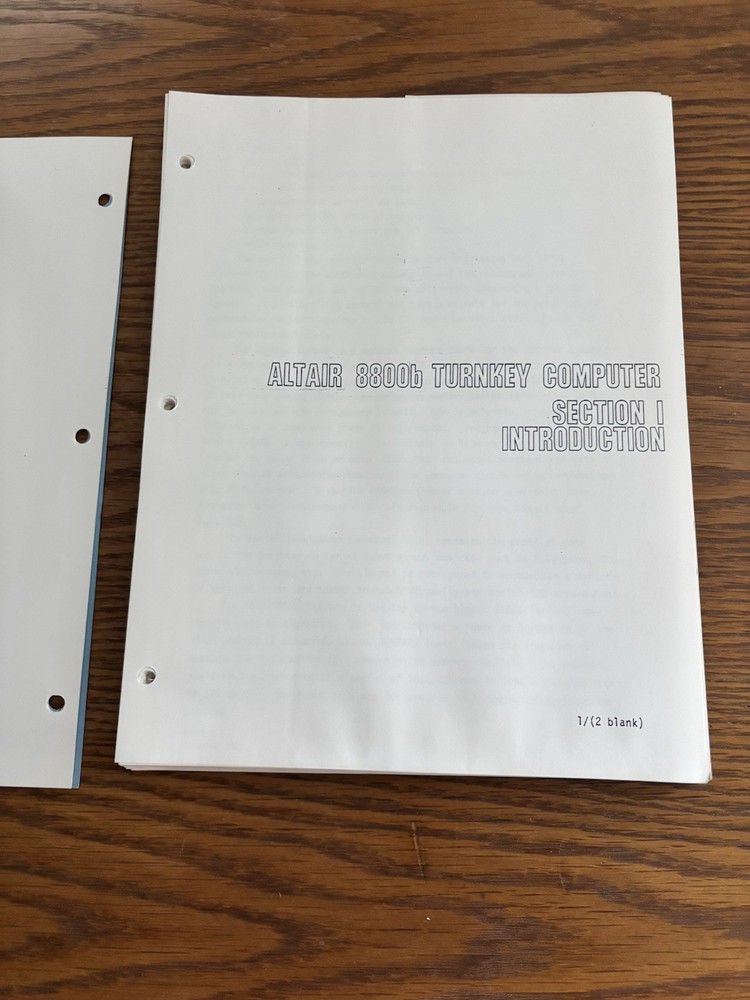 ALTAIR 8800b TURNKEY COMPUTER
SECTION I
INTRODUCTION
1/(2 blank)